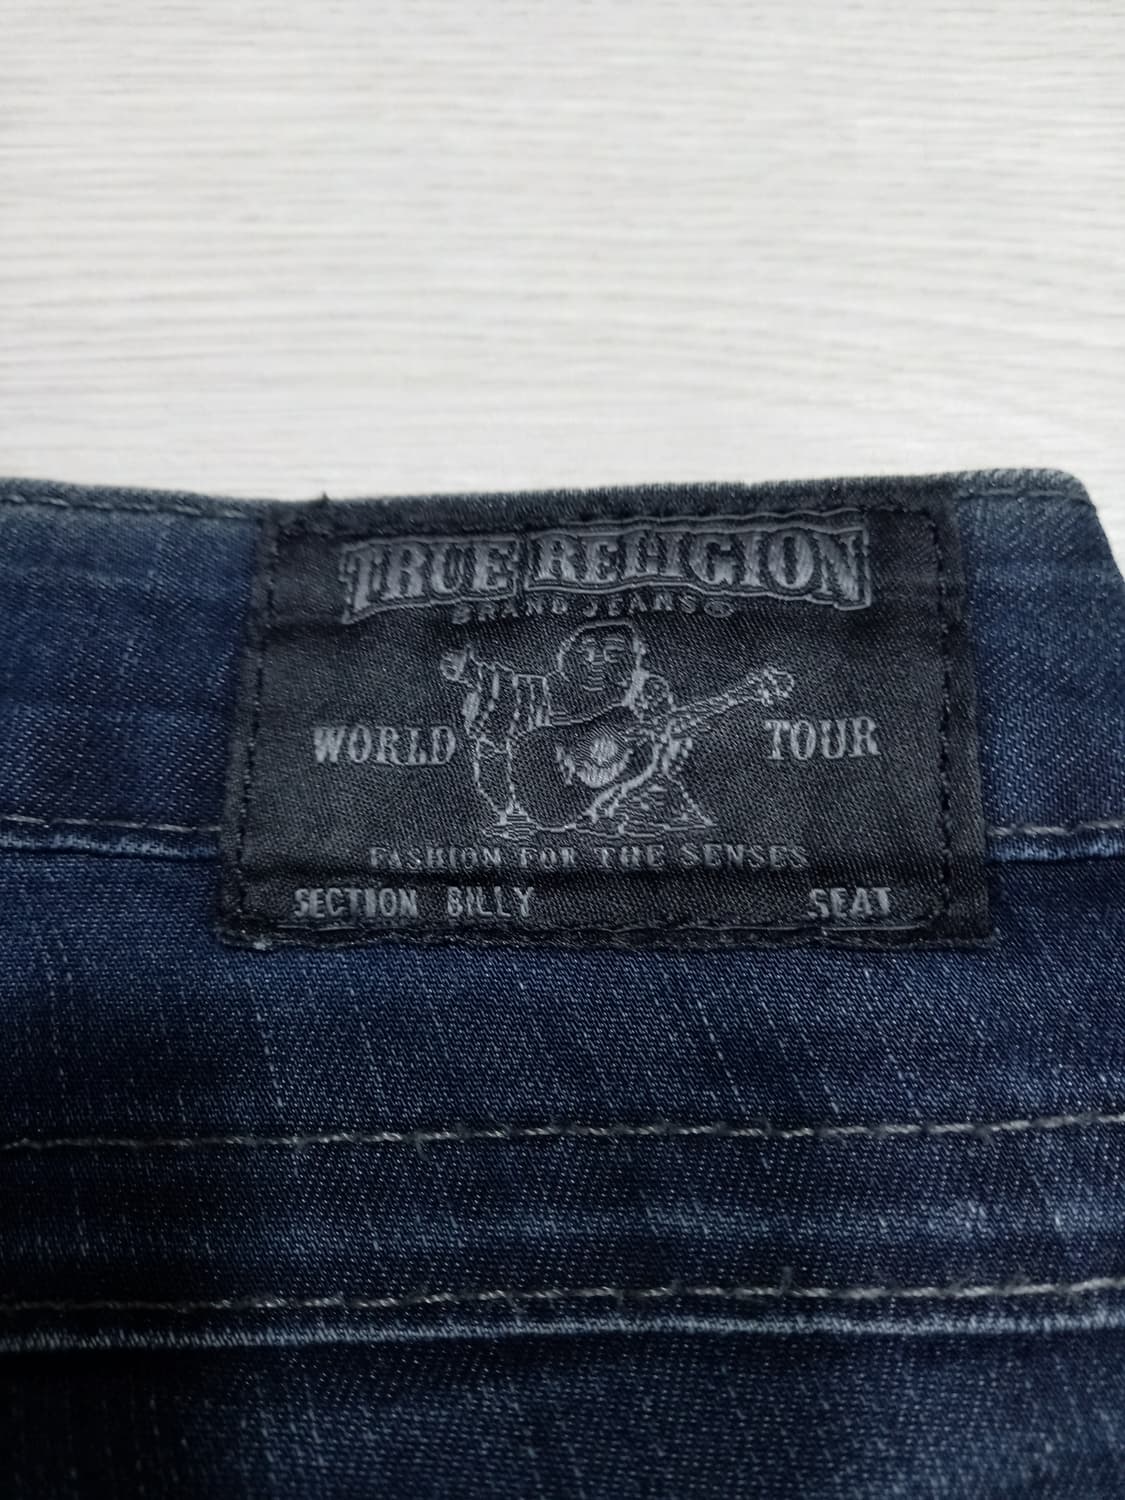 TRUE RELIGION
BRAND JEANS®
WORLD TOUR
FASHION FOR THE SENSES
SECTION BILLY SEAT